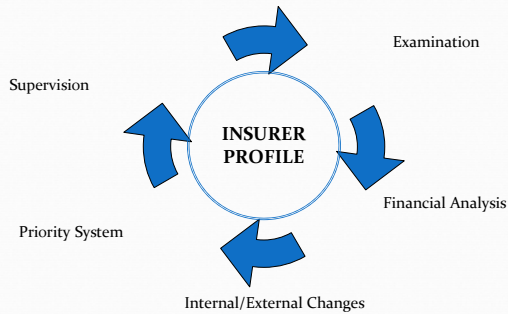 Examination
Supervision
INSURER
PROFILE
Financial Analysis
Priority System
Internal/External Changes